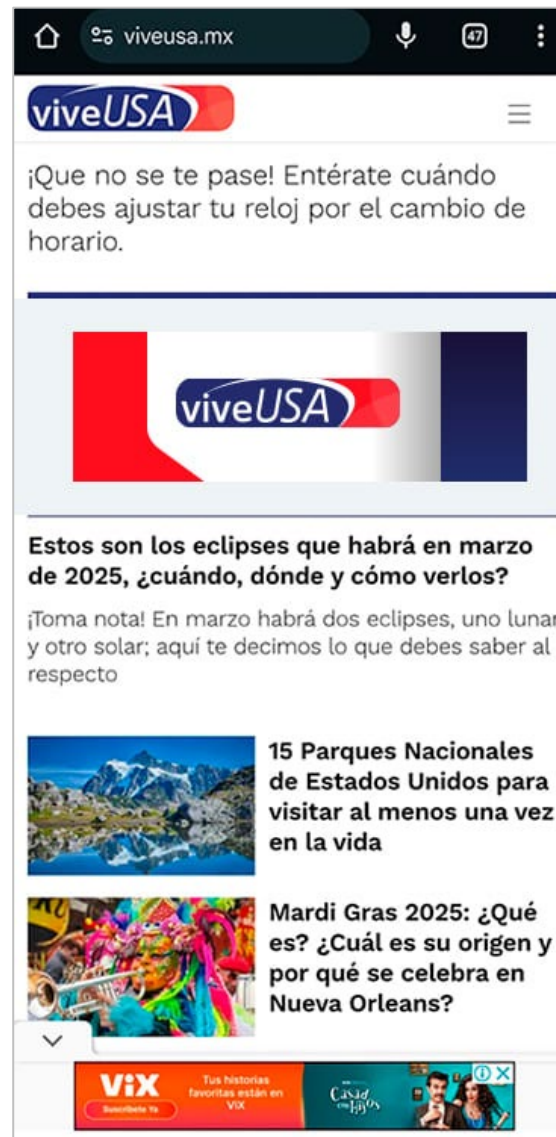 viveusa.mx
47
viveUSA
¡Que no se te pase! Entérate cuándo
debes ajustar tu reloj por el cambio de
horario.
viveUSA
Estos son los eclipses que habrá en marzo
de 2025, ¿cuándo, dónde y cómo verlos?
¡Toma nota! En marzo habrá dos eclipses, uno lunar
y otro solar; aquí te decimos lo que debes saber al
respecto
15 Parques Nacionales
de Estados Unidos para
visitar al menos una vez
en la vida
Mardi Gras 2025: ¿Qué
es? ¿Cuál es su origen y
por qué se celebra en
Nueva Orleans?
ViX
Suscríbete Ya
Tus historias
favoritas están en
ViX
Casad
con hijos